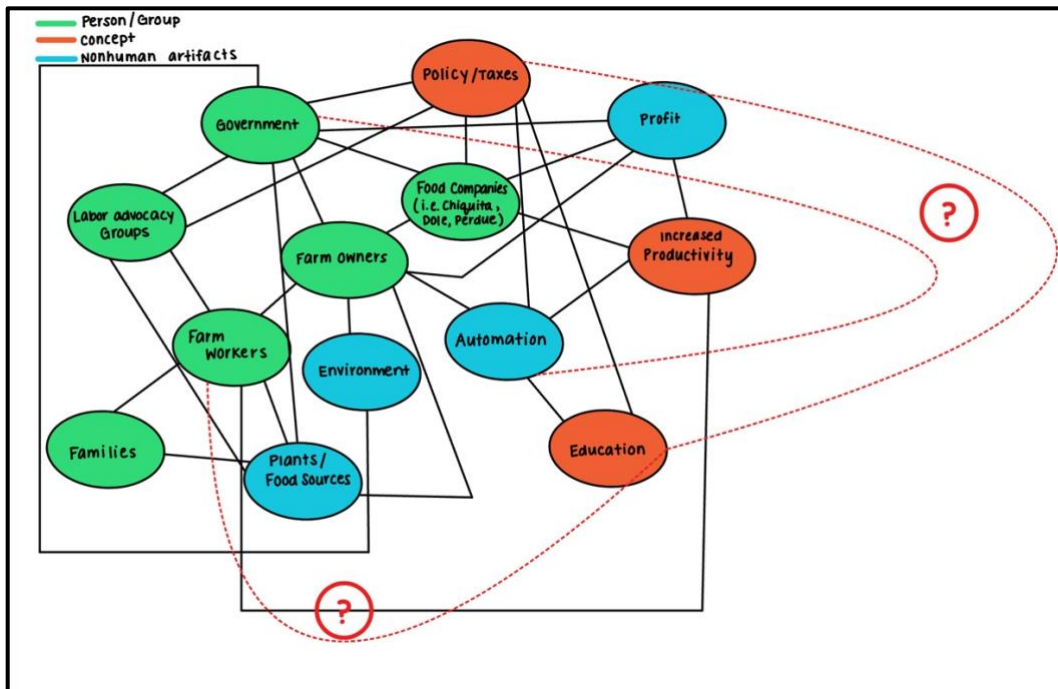 Person/Group
Concept
Nonhuman artifacts
Policy/Taxes
Government
Profit
Food Companies
(i.e. Chiquita,
Dole, Perdue)
Labor advocacy
Groups
Increased
Productivity
Farm Owners
Farm
Workers
Environment
Automation
Families
Plants/
Food Sources
Education
?
?